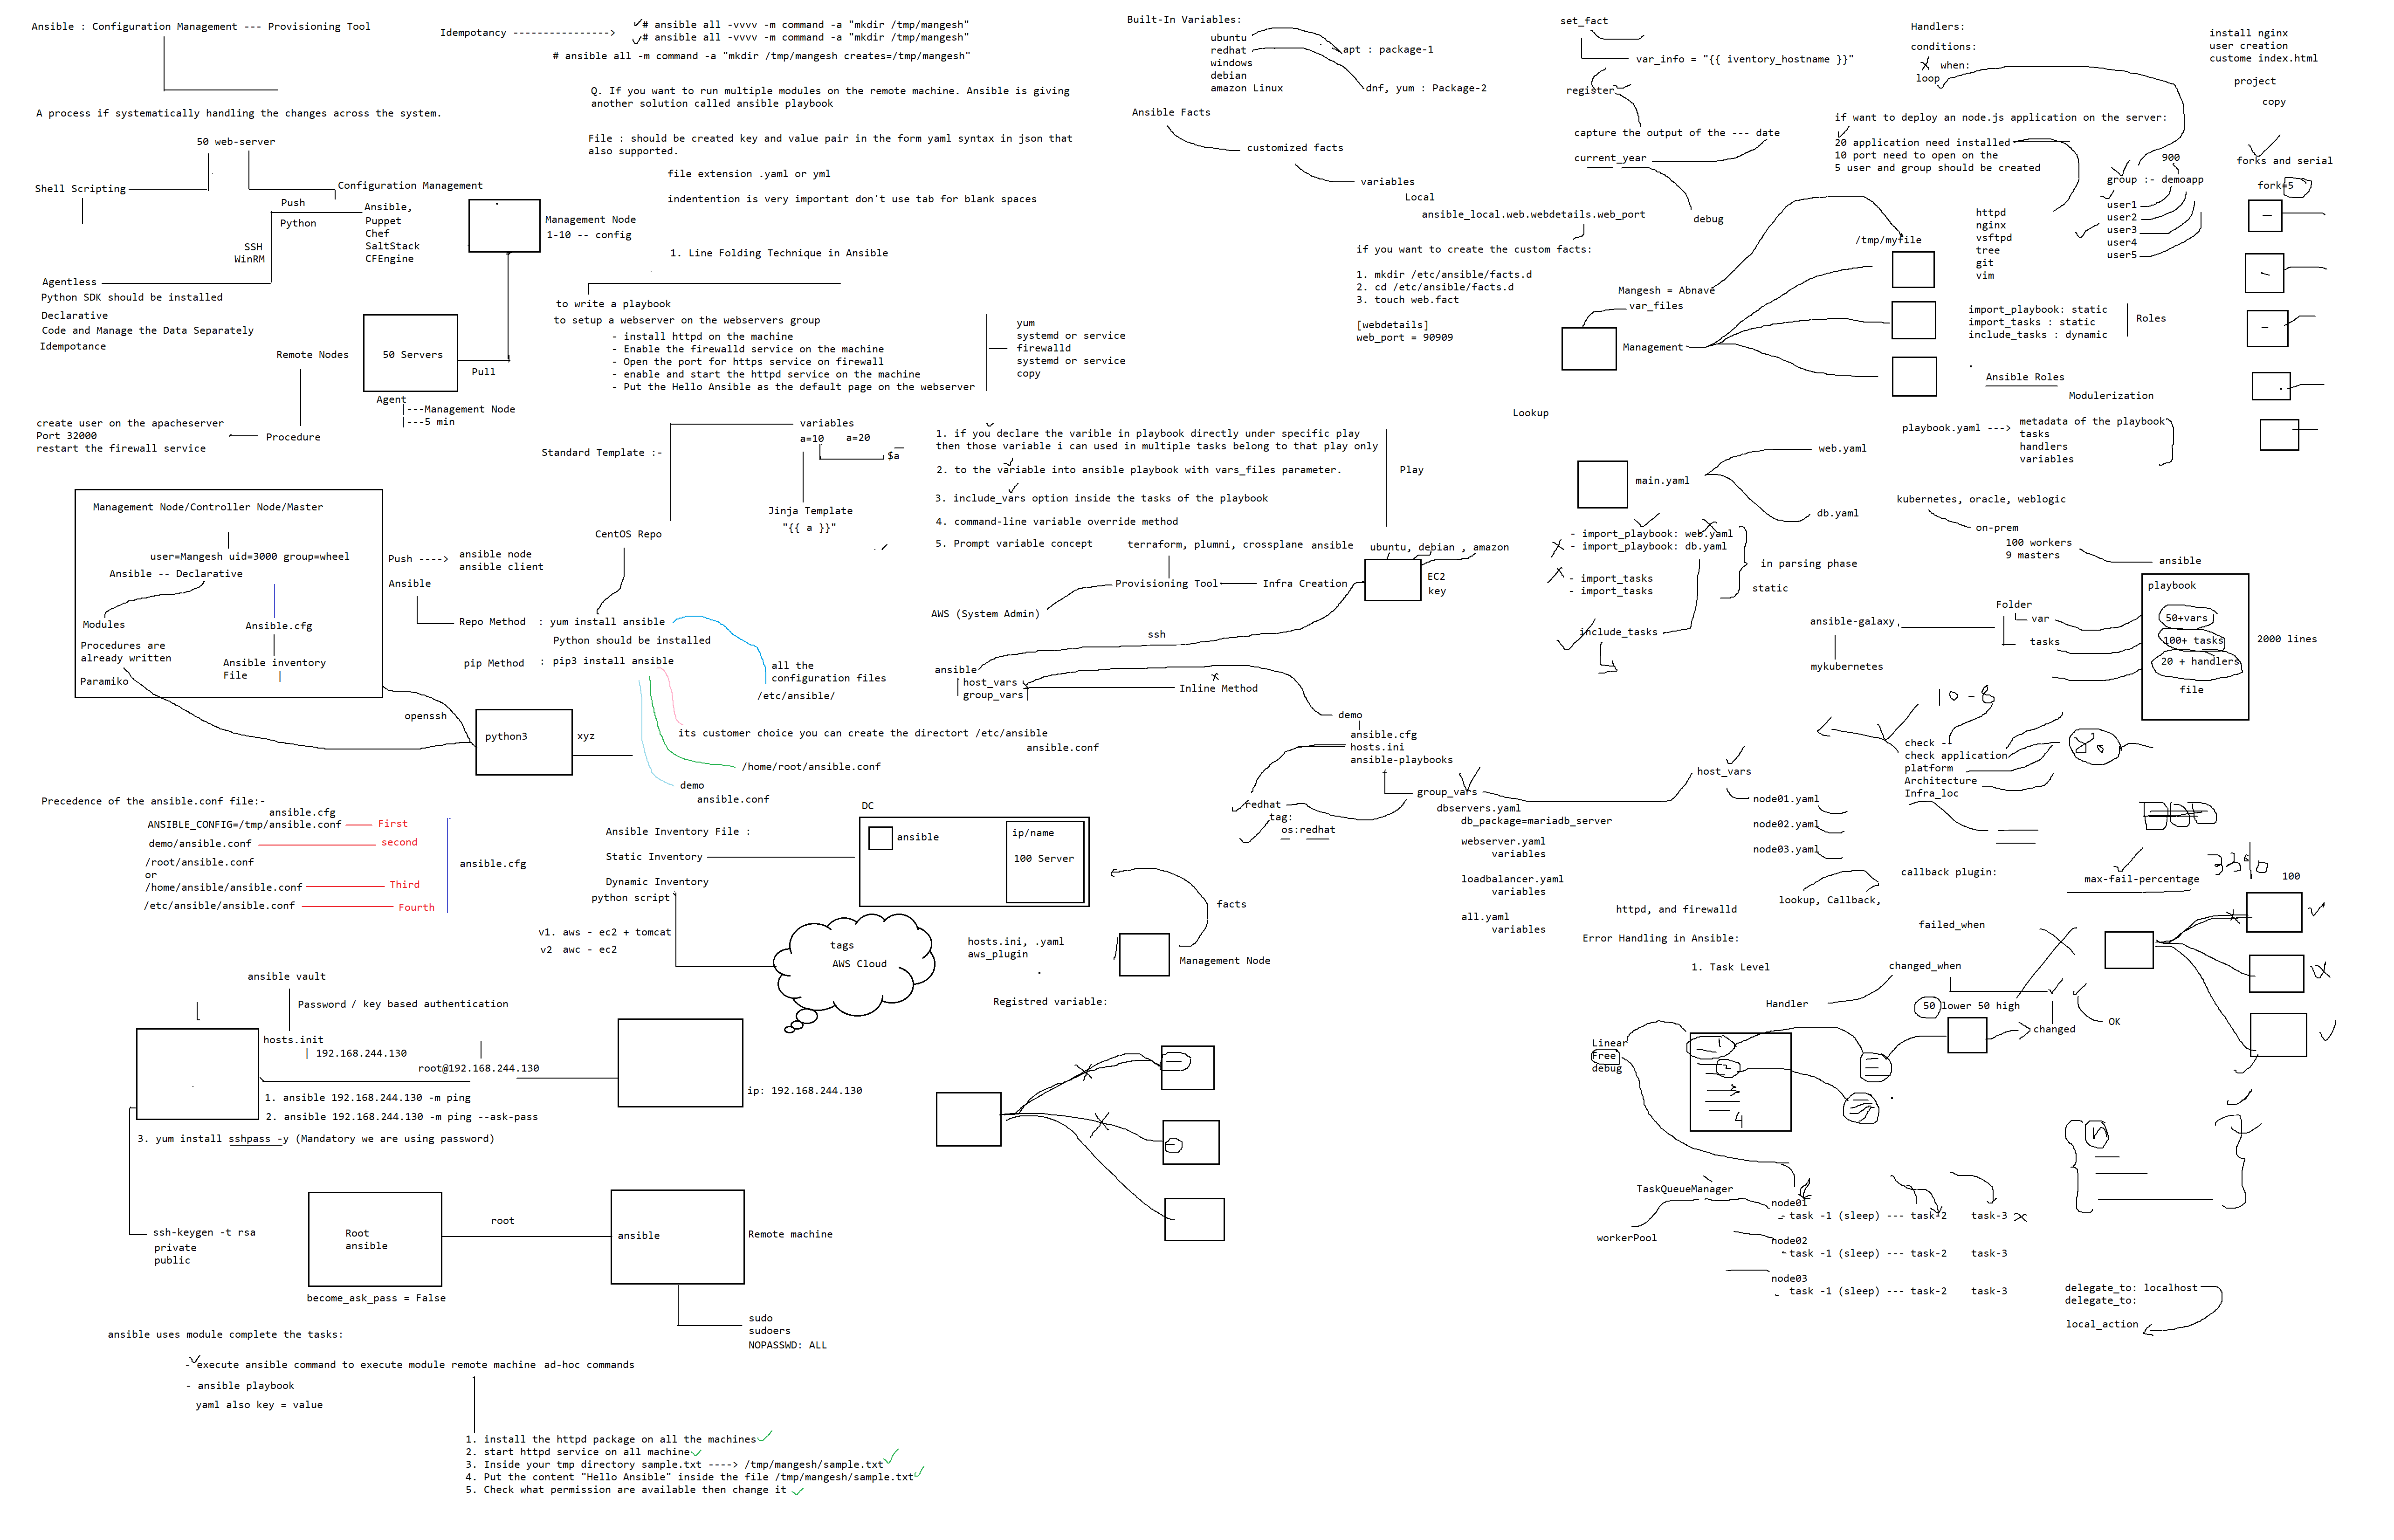 Ansible : Configuration Management --- Provisioning Tool
A process if systematically handling the changes across the system.
50 web-server
Shell Scripting
Configuration Management
Push
Python
Ansible,
Puppet
Chef
SaltStack
CFEngine
SSH
WinRM
Agentless
Python SDK should be installed
Declarative
Code and Manage the Data Separately
Idempotance
Management Node
1-10 -- config
Remote Nodes
50 Servers
Pull
Agent
|---Management Node
|---5 min
create user on the apacheserver
Port 32000
restart the firewall service
Procedure
Management Node/Controller Node/Master
user=Mangesh uid=3000 group=wheel
Ansible -- Declarative
Modules
Procedures are
already written
Paramiko
Ansible.cfg
Ansible inventory
File
Push ---->
ansible node
ansible client
Ansible
Repo Method : yum install ansible
Python should be installed
pip Method : pip3 install ansible
CentOS Repo
all the
configuration files
/etc/ansible/
openssh
python3
xyz
its customer choice you can create the directort /etc/ansible
ansible.conf
/home/root/ansible.conf
demo
ansible.conf
Precedence of the ansible.conf file:-
ansible.cfg
ANSIBLE_CONFIG=/tmp/ansible.conf
First
demo/ansible.conf
second
/root/ansible.conf
or
/home/ansible/ansible.conf
Third
/etc/ansible/ansible.conf
Fourth
ansible.cfg
Ansible Inventory File :
Static Inventory
Dynamic Inventory
python script
v1. aws - ec2 + tomcat
v2 awc - ec2
DC
ansible
ip/name
100 Server
tags
AWS Cloud
hosts.ini, .yaml
aws_plugin
ansible vault
Password / key based authentication
hosts.init
| 192.168.244.130
root@192.168.244.130
ip: 192.168.244.130
1. ansible 192.168.244.130 -m ping
2. ansible 192.168.244.130 -m ping --ask-pass
3. yum install sshpass -y (Mandatory we are using password)
ssh-keygen -t rsa
private
public
Root
ansible
root
ansible
Remote machine
become_ask_pass = False
sudo
sudoers
NOPASSWD: ALL
ansible uses module complete the tasks:
- execute ansible command to execute module remote machine ad-hoc commands
- ansible playbook
yaml also key = value
1. install the httpd package on all the machines
2. start httpd service on all machine
3. Inside your tmp directory sample.txt ----> /tmp/mangesh/sample.txt
4. Put the content "Hello Ansible" inside the file /tmp/mangesh/sample.txt
5. Check what permission are available then change it
Idempotancy ---------------->
# ansible all -vvvv -m command -a "mkdir /tmp/mangesh"
# ansible all -vvvv -m command -a "mkdir /tmp/mangesh"
# ansible all -m command -a "mkdir /tmp/mangesh creates=/tmp/mangesh"
Q. If you want to run multiple modules on the remote machine. Ansible is giving
another solution called ansible playbook
File : should be created key and value pair in the form yaml syntax in json that
also supported.
file extension .yaml or yml
indentention is very important don't use tab for blank spaces
1. Line Folding Technique in Ansible
to write a playbook
to setup a webserver on the webservers group
- install httpd on the machine
- Enable the firewalld service on the machine
- Open the port for https service on firewall
- enable and start the httpd service on the machine
- Put the Hello Ansible as the default page on the webserver
yum
systemd or service
firewalld
systemd or service
copy
Standard Template :-
variables
a=10
a=20
$a
Jinja Template
"{{ a }}"
1. if you declare the varible in playbook directly under specific play
then those variable i can used in multiple tasks belong to that play only
2. to the variable into ansible playbook with vars_files parameter.
3. include_vars option inside the tasks of the playbook
4. command-line variable override method
5. Prompt variable concept
Play
terraform, plumni, crossplane ansible
ubuntu, debian , amazon
Provisioning Tool
Infra Creation
EC2
key
AWS (System Admin)
ssh
ansible
host_vars
group_vars
Inline Method
demo
ansible.cfg
hosts.ini
ansible-playbooks
group_vars
redhat
tag:
os:redhat
dbservers.yaml
db_package=mariadb_server
webserver.yaml
variables
loadbalancer.yaml
variables
all.yaml
variables
host_vars
node01.yaml
node02.yaml
node03.yaml
facts
Management Node
Registred variable:
Built-In Variables:
ubuntu
redhat
windows
debian
amazon Linux
apt : package-1
dnf, yum : Package-2
Ansible Facts
customized facts
variables
Local
ansible_local.web.webdetails.web_port
if you want to create the custom facts:
1. mkdir /etc/ansible/facts.d
2. cd /etc/ansible/facts.d
3. touch web.fact
[webdetails]
web_port = 90909
set_fact
var_info = "{{ iventory_hostname }}"
register
capture the output of the --- date
current_year
debug
Mangesh = Abnave
var_files
Management
/tmp/myfile
Lookup
main.yaml
web.yaml
db.yaml
- import_playbook: web.yaml
- import_playbook: db.yaml
- import_tasks
- import_tasks
in parsing phase
static
include_tasks
Handlers:
conditions:
when:
loop
if want to deploy an node.js application on the server:
20 application need installed
10 port need to open on the
5 user and group should be created
900
group :- demoapp
user1
user2
user3
user4
user5
httpd
nginx
vsftpd
tree
git
vim
import_playbook: static
import_tasks : static
include_tasks : dynamic
Roles
Ansible Roles
Modulerization
playbook.yaml --->
metadata of the playbook
tasks
handlers
variables
kubernetes, oracle, weblogic
on-prem
100 workers
9 masters
ansible
playbook
50+vars
100+ tasks
20 + handlers
file
2000 lines
Folder
var
tasks
ansible-galaxy
mykubernetes
10-8
check --
check application
platform
Architecture
Infra_loc
install nginx
user creation
custome index.html
project
copy
forks and serial
fork=5
callback plugin:
lookup, Callback,
httpd, and firewalld
Error Handling in Ansible:
1. Task Level
failed_when
changed_when
Handler
50 lower 50 high
changed
OK
max-fail-percentage
100
Linear
Free
debug
1
2
3
4
TaskQueueManager
workerPool
node01
- task -1 (sleep) --- task-2 task-3
node02
- task -1 (sleep) --- task-2 task-3
node03
- task -1 (sleep) --- task-2 task-3
n
delegate_to: localhost
delegate_to:
local_action